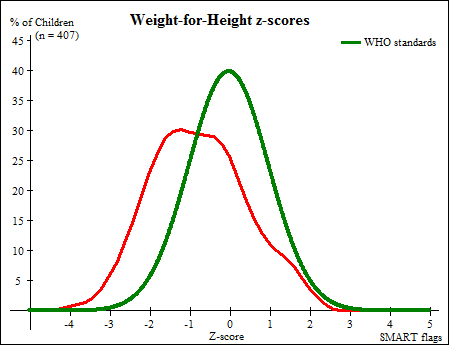 Weight-for-Height z-scores
% of Children
(n = 407)
WHO standards
45
40
35
30
25
20
15
10
5
-4 -3 -2 -1 0 1 2 3 4 5
Z-score
SMART flags